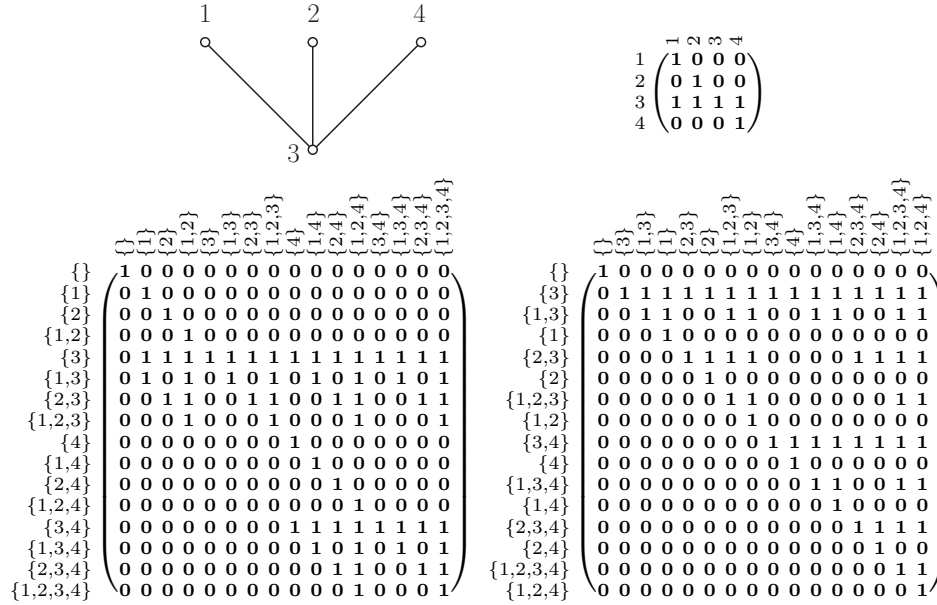 1 2 4
3
1 2 3 4
1 1 0 0 0
2 0 1 0 0
3 1 1 1 1
4 0 0 0 1
{} {1} {2} {1,2} {3} {1,3} {2,3} {1,2,3} {4} {1,4} {2,4} {1,2,4} {3,4} {1,3,4} {2,3,4} {1,2,3,4}
{} 1 0 0 0 0 0 0 0 0 0 0 0 0 0 0 0
{1} 0 1 0 0 0 0 0 0 0 0 0 0 0 0 0 0
{2} 0 0 1 0 0 0 0 0 0 0 0 0 0 0 0 0
{1,2} 0 0 0 1 0 0 0 0 0 0 0 0 0 0 0 0
{3} 0 1 1 1 1 1 1 1 1 1 1 1 1 1 1 1
{1,3} 0 1 0 1 0 1 0 1 0 1 0 1 0 1 0 1
{2,3} 0 0 1 1 0 0 1 1 0 0 1 1 0 0 1 1
{1,2,3} 0 0 0 1 0 0 0 1 0 0 0 1 0 0 0 1
{4} 0 0 0 0 0 0 0 0 1 0 0 0 0 0 0 0
{1,4} 0 0 0 0 0 0 0 0 0 1 0 0 0 0 0 0
{2,4} 0 0 0 0 0 0 0 0 0 0 1 0 0 0 0 0
{1,2,4} 0 0 0 0 0 0 0 0 0 0 0 1 0 0 0 0
{3,4} 0 0 0 0 0 0 0 0 1 1 1 1 1 1 1 1
{1,3,4} 0 0 0 0 0 0 0 0 0 1 0 1 0 1 0 1
{2,3,4} 0 0 0 0 0 0 0 0 0 0 1 1 0 0 1 1
{1,2,3,4} 0 0 0 0 0 0 0 0 0 0 0 1 0 0 0 1
{} {3} {1,3} {1} {2,3} {2} {1,2,3} {1,2} {3,4} {4} {1,3,4} {1,4} {2,3,4} {2,4} {1,2,3,4} {1,2,4}
{} 1 0 0 0 0 0 0 0 0 0 0 0 0 0 0 0
{3} 0 1 1 1 1 1 1 1 1 1 1 1 1 1 1 1
{1,3} 0 0 1 1 0 0 1 1 0 0 1 1 0 0 1 1
{1} 0 0 0 1 0 0 0 0 0 0 0 0 0 0 0 0
{2,3} 0 0 0 0 1 1 1 1 0 0 0 0 1 1 1 1
{2} 0 0 0 0 0 1 0 0 0 0 0 0 0 0 0 0
{1,2,3} 0 0 0 0 0 0 1 1 0 0 0 0 0 0 1 1
{1,2} 0 0 0 0 0 0 0 1 0 0 0 0 0 0 0 0
{3,4} 0 0 0 0 0 0 0 0 1 1 1 1 1 1 1 1
{4} 0 0 0 0 0 0 0 0 0 1 0 0 0 0 0 0
{1,3,4} 0 0 0 0 0 0 0 0 0 0 1 1 0 0 1 1
{1,4} 0 0 0 0 0 0 0 0 0 0 0 1 0 0 0 0
{2,3,4} 0 0 0 0 0 0 0 0 0 0 0 0 1 1 1 1
{2,4} 0 0 0 0 0 0 0 0 0 0 0 0 0 1 0 0
{1,2,3,4} 0 0 0 0 0 0 0 0 0 0 0 0 0 0 1 1
{1,2,4} 0 0 0 0 0 0 0 0 0 0 0 0 0 0 0 1